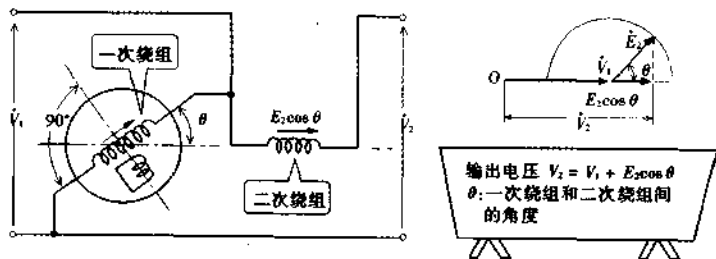 一次绕组
90°
θ
V̇₁
E₂cos θ
V̇₂
二次绕组
Ė₂
O
V̇₁
θ
E₂cos θ
V̇₂
输出电压 V₂ = V₁ + E₂cos θ
θ:一次绕组和二次绕组间
的角度